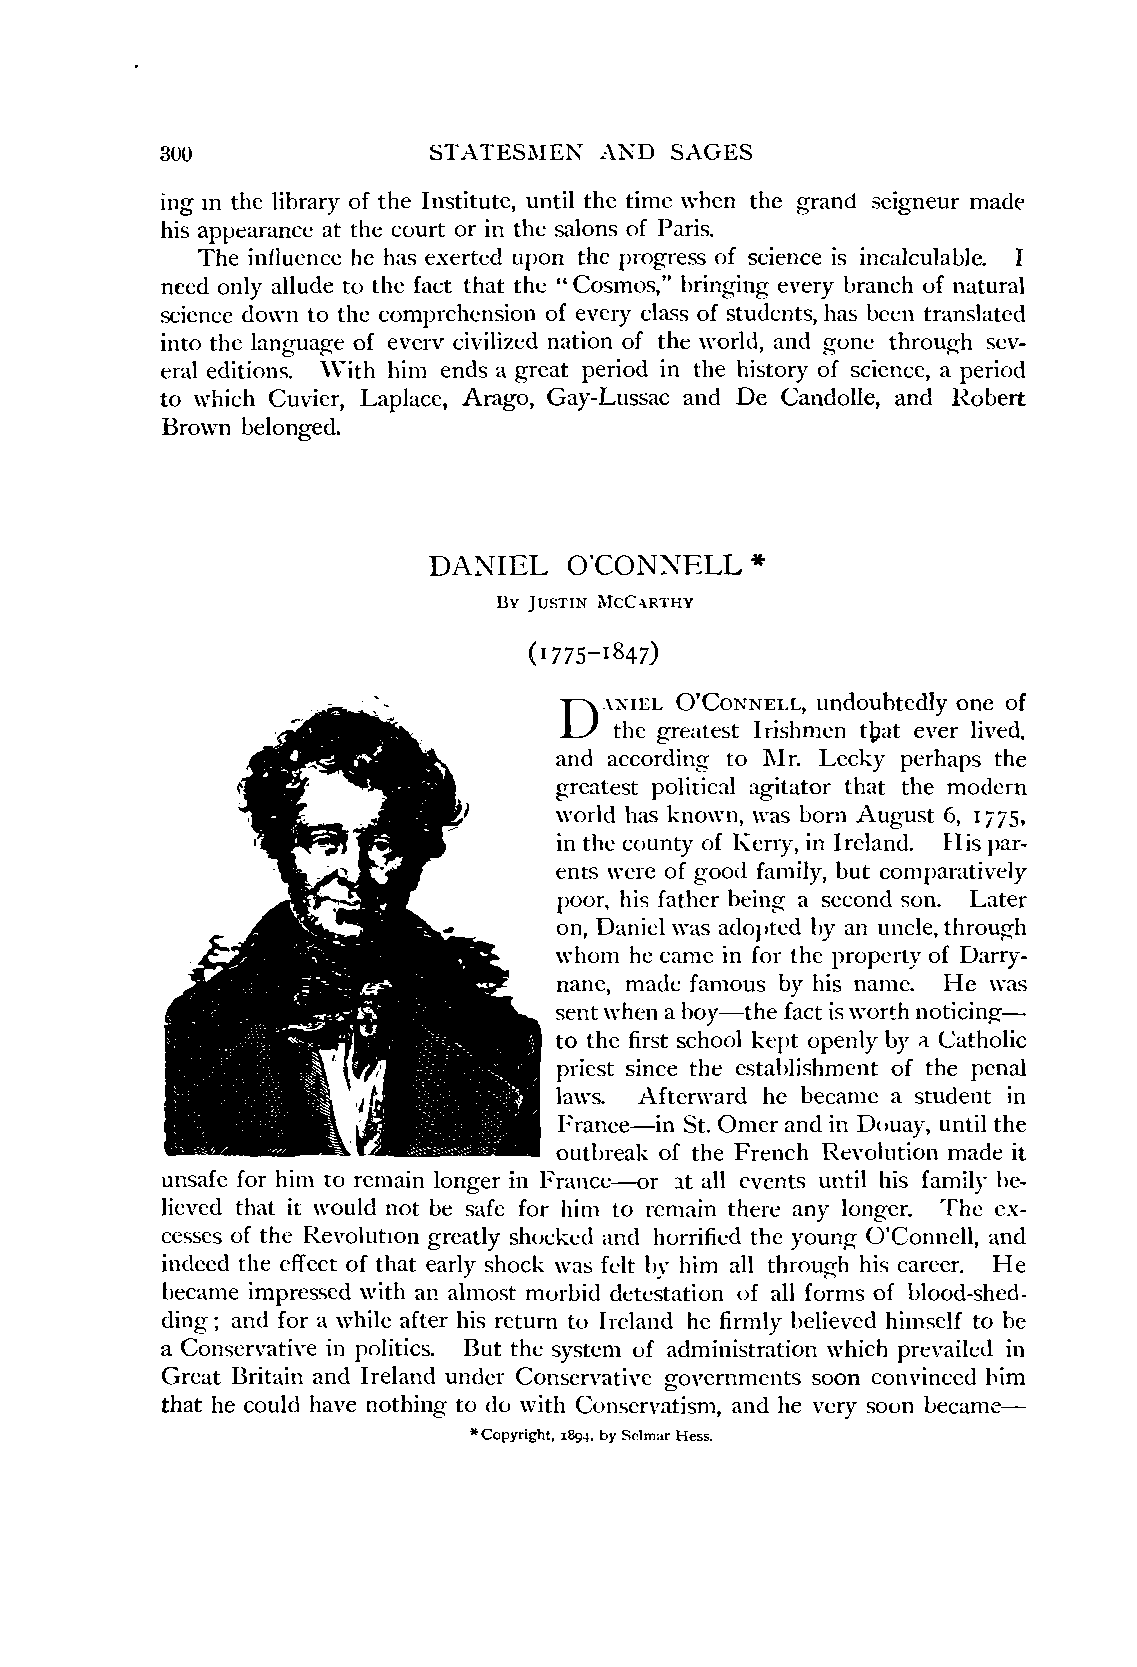 300 STATESMEN AND SAGES
ing in the library of the Institute, until the time when the grand seigneur made
his appearance at the court or in the salons of Paris.
The influence he has exerted upon the progress of science is incalculable. I
need only allude to the fact that the "Cosmos," bringing every branch of natural
science down to the comprehension of every class of students, has been translated
into the language of every civilized nation of the world, and gone through sev-
eral editions. With him ends a great period in the history of science, a period
to which Cuvier, Laplace, Arago, Gay-Lussac and De Candolle, and Robert
Brown belonged.
DANIEL O'CONNELL *
By Justin McCarthy
(1775-1847)
Daniel O'Connell, undoubtedly one of
the greatest Irishmen that ever lived,
and according to Mr. Lecky perhaps the
greatest political agitator that the modern
world has known, was born August 6, 1775,
in the county of Kerry, in Ireland. His par-
ents were of good family, but comparatively
poor, his father being a second son. Later
on, Daniel was adopted by an uncle, through
whom he came in for the property of Darry-
nane, made famous by his name. He was
sent when a boy—the fact is worth noticing—
to the first school kept openly by a Catholic
priest since the establishment of the penal
laws. Afterward he became a student in
France—in St. Omer and in Douay, until the
outbreak of the French Revolution made it
unsafe for him to remain longer in France—or at all events until his family be-
lieved that it would not be safe for him to remain there any longer. The ex-
cesses of the Revolution greatly shocked and horrified the young O'Connell, and
indeed the effect of that early shock was felt by him all through his career. He
became impressed with an almost morbid detestation of all forms of blood-shed-
ding; and for a while after his return to Ireland he firmly believed himself to be
a Conservative in politics. But the system of administration which prevailed in
Great Britain and Ireland under Conservative governments soon convinced him
that he could have nothing to do with Conservatism, and he very soon became—
*Copyright, 1894, by Selmar Hess.